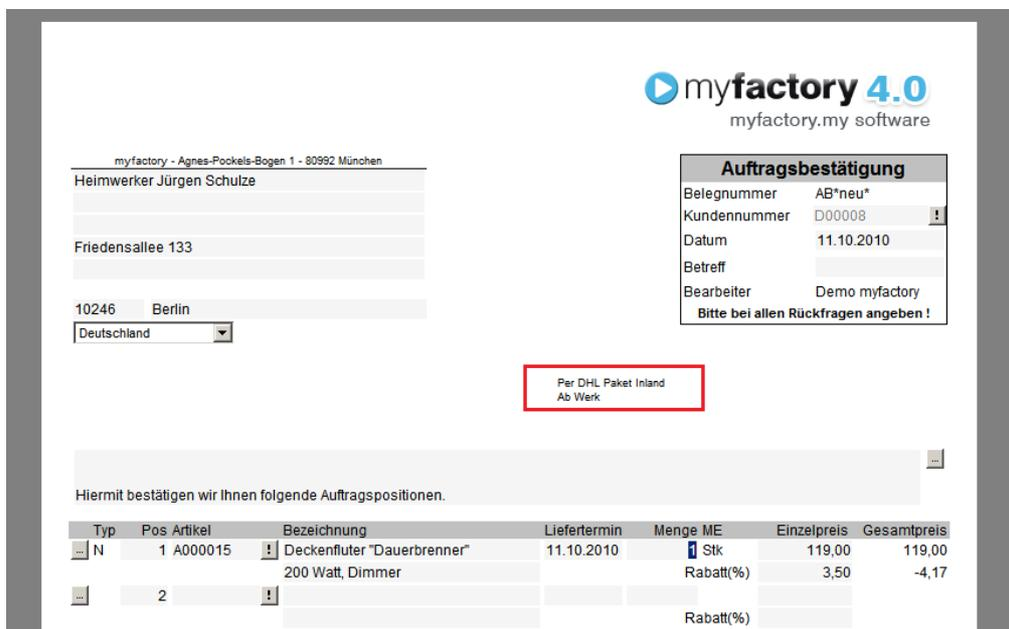 myfactory 4.0
myfactory.my software
myfactory - Agnes-Pockels-Bogen 1 - 80992 München
Heimwerker Jürgen Schulze
Friedensallee 133
10246 Berlin
Deutschland
Auftragsbestätigung
Belegnummer AB*neu*
Kundennummer D00008 !
Datum 11.10.2010
Betreff
Bearbeiter Demo myfactory
Bitte bei allen Rückfragen angeben !
Per DHL Paket Inland
Ab Werk
...
Hiermit bestätigen wir Ihnen folgende Auftragspositionen.
Typ Pos Artikel Bezeichnung Liefertermin Menge ME Einzelpreis Gesamtpreis
... N 1 A000015 ! Deckenfluter "Dauerbrenner" 11.10.2010 1 Stk 119,00 119,00
200 Watt, Dimmer Rabatt(%) 3,50 -4,17
... 2 !
Rabatt(%)